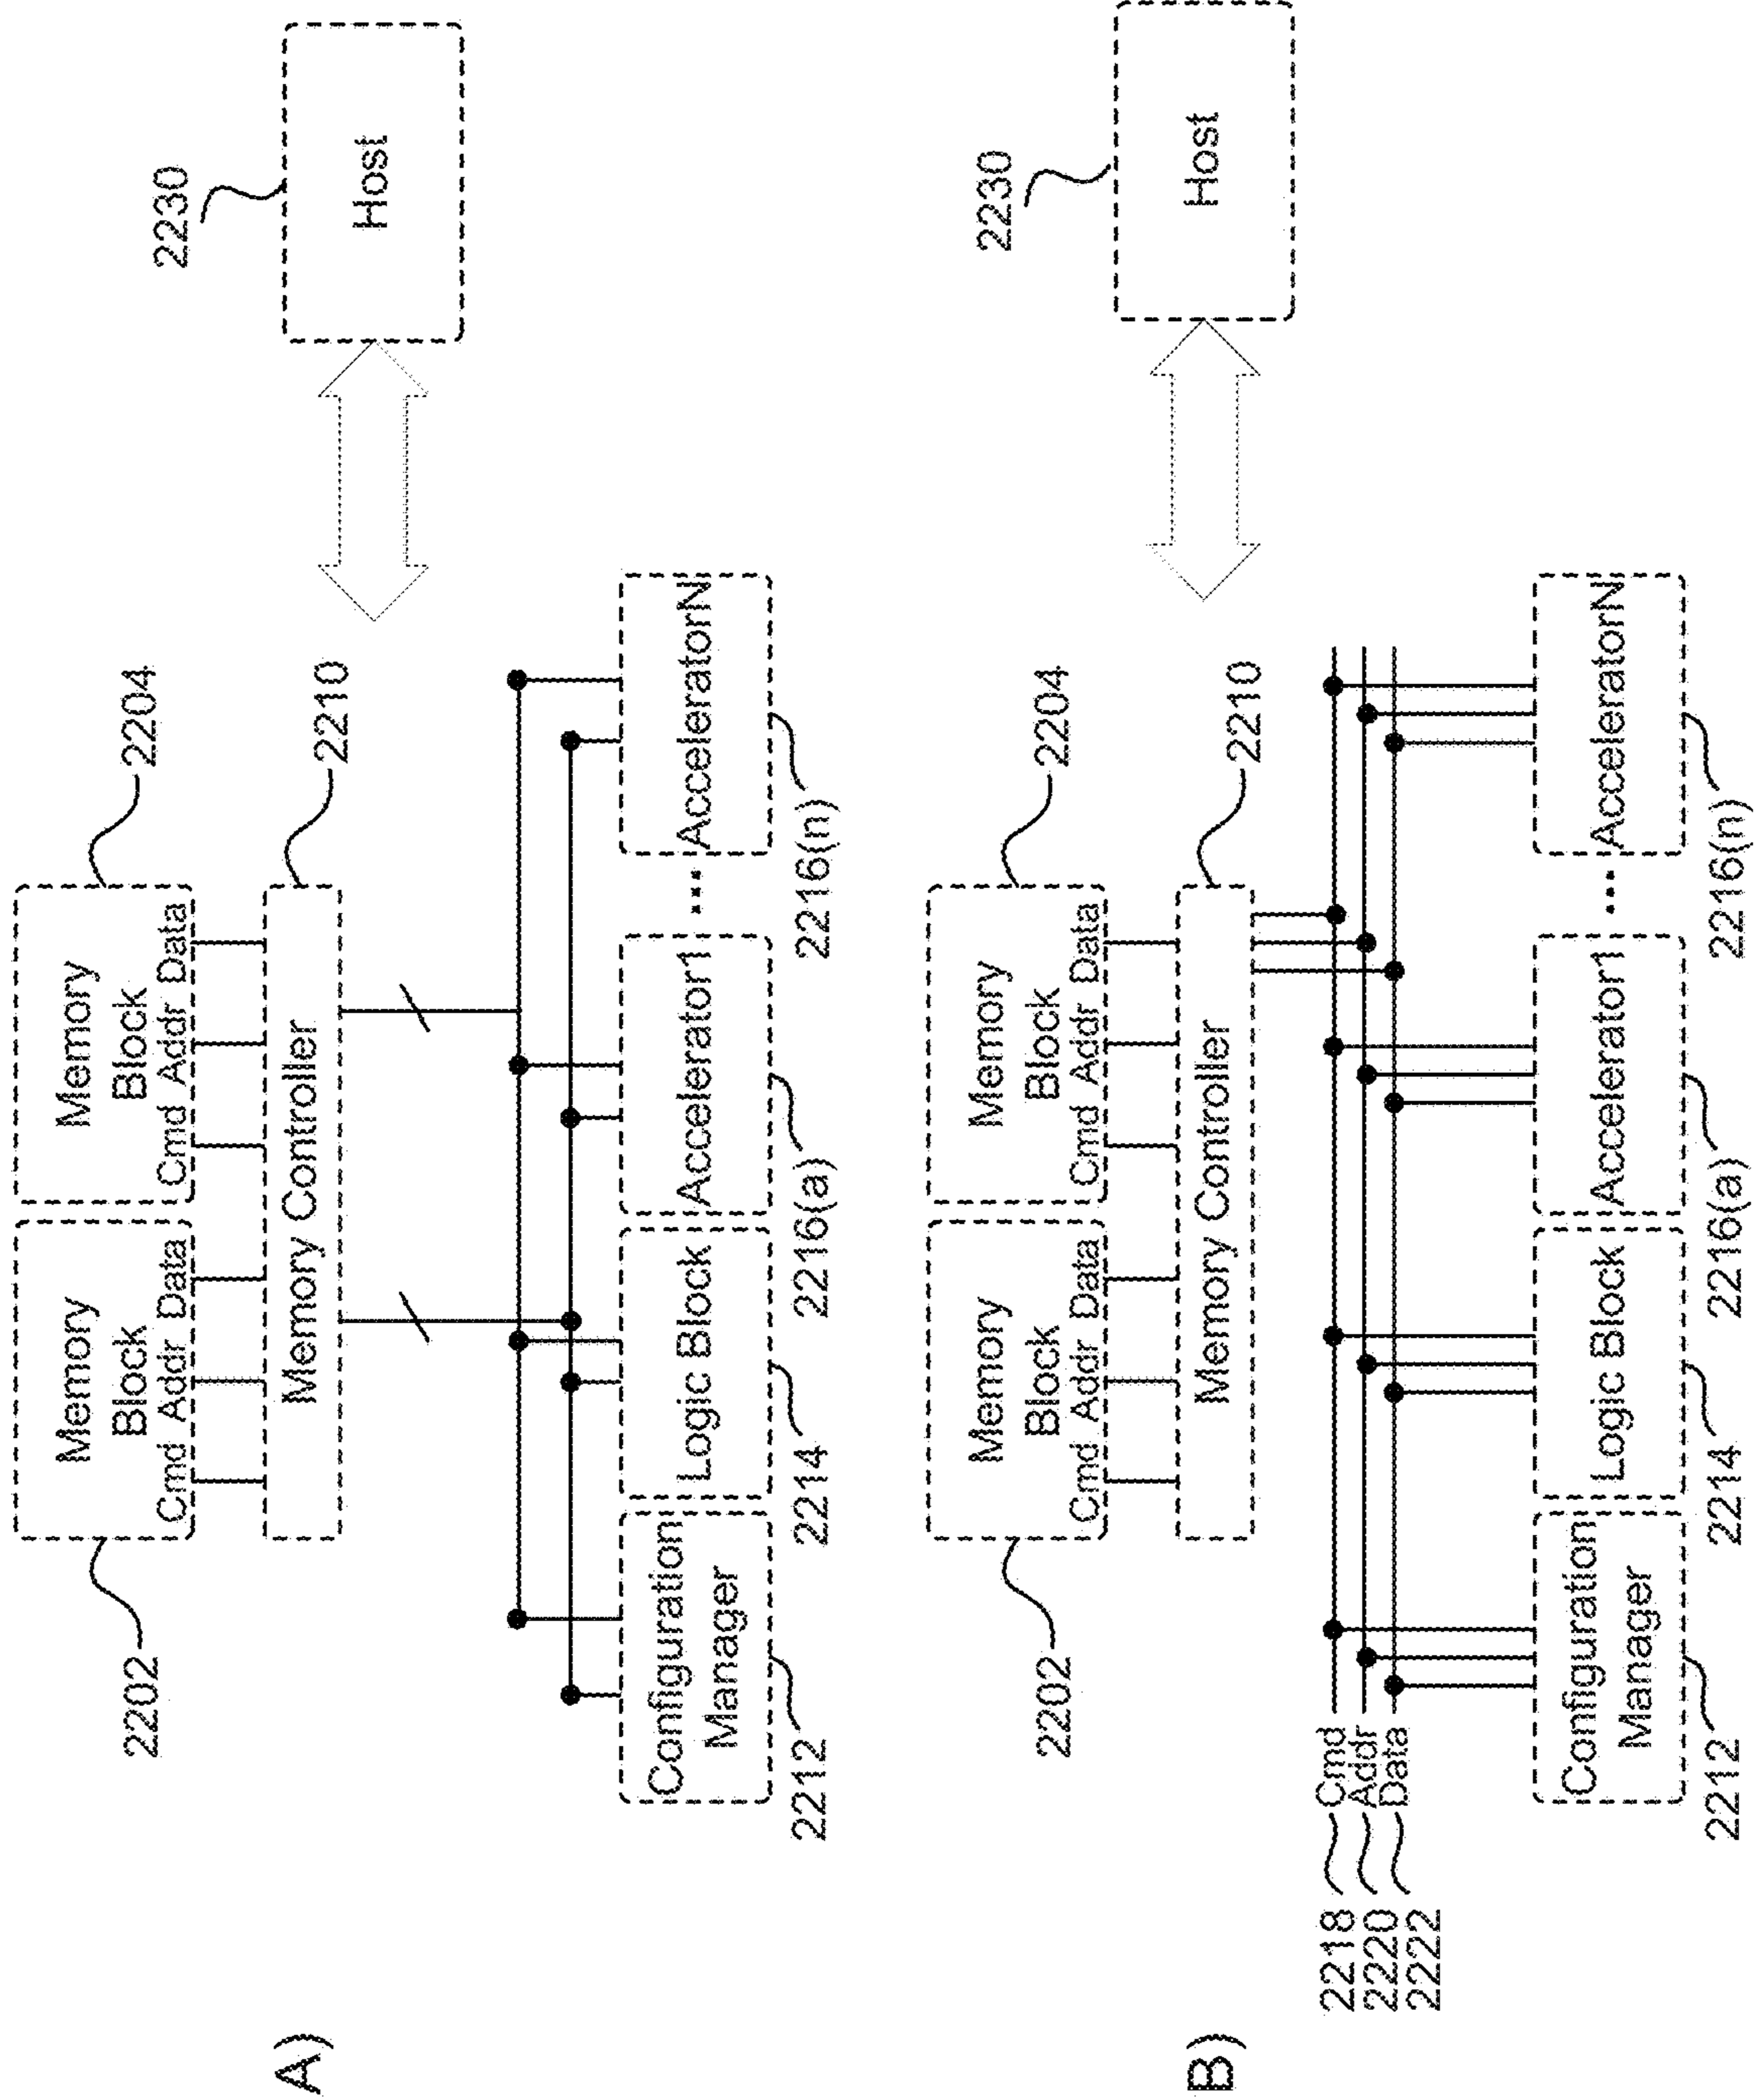 A)
2202
2204
2230
Memory
Block
Cmd Addr Data
Memory
Block
Cmd Addr Data
Host
Memory Controller
2210
Configuration
Manager
Logic Block
Accelerator1
...
AcceleratorN
2212
2214
2216(a)
2216(n)
B)
2202
2204
2230
Memory
Block
Cmd Addr Data
Memory
Block
Cmd Addr Data
Host
Memory Controller
2210
2218 Cmd
2220 Addr
2222 Data
Configuration
Manager
Logic Block
Accelerator1
...
AcceleratorN
2212
2214
2216(a)
2216(n)